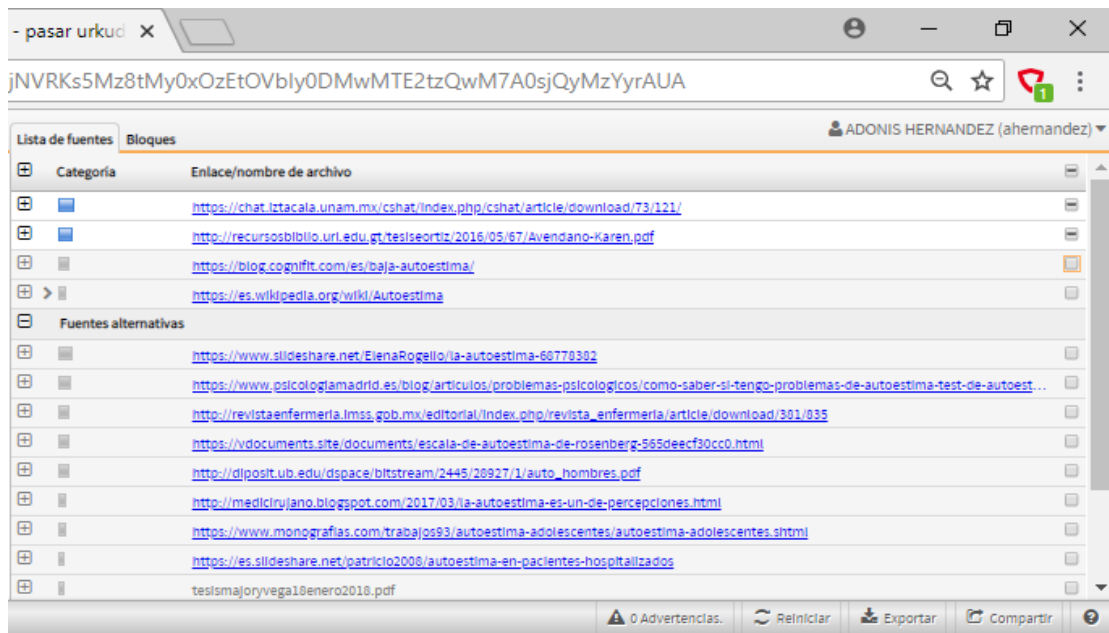 - pasar urkud
jNVRKs5Mz8tMy0xOzEtOVbIy0DMwMTE2tzQwM7A0sjQyMzYyrAUA
1
Lista de fuentes Bloques ADONIS HERNANDEZ (ahernandez)
Categoría Enlace/nombre de archivo
https://chat.iztacala.unam.mx/cshat/index.php/cshat/article/download/73/121/
http://recursosbiblio.url.edu.gt/tesiseortiz/2016/05/67/Avendano-Karen.pdf
https://blog.cognifit.com/es/baja-autoestima/
https://es.wikipedia.org/wiki/Autoestima
Fuentes alternativas
https://www.slideshare.net/ElenaRogelio/la-autoestima-68778382
https://www.psicologiamadrid.es/blog/articulos/problemas-psicologicos/como-saber-si-tengo-problemas-de-autoestima-test-de-autoest...
http://revistaenfermeria.imss.gob.mx/editorial/index.php/revista_enfermeria/article/download/381/835
https://vdocuments.site/documents/escala-de-autoestima-de-rosenberg-565deecf30cc0.html
http://diposit.ub.edu/dspace/bitstream/2445/28927/1/auto_hombres.pdf
http://medicirujano.blogspot.com/2017/03/la-autoestima-es-un-de-percepciones.html
https://www.monografias.com/trabajos93/autoestima-adolescentes/autoestima-adolescentes.shtml
https://es.slideshare.net/patricio2008/autoestima-en-pacientes-hospitalizados
tesismajoryvega18enero2018.pdf
0 Advertencias. Reiniciar Exportar Compartir